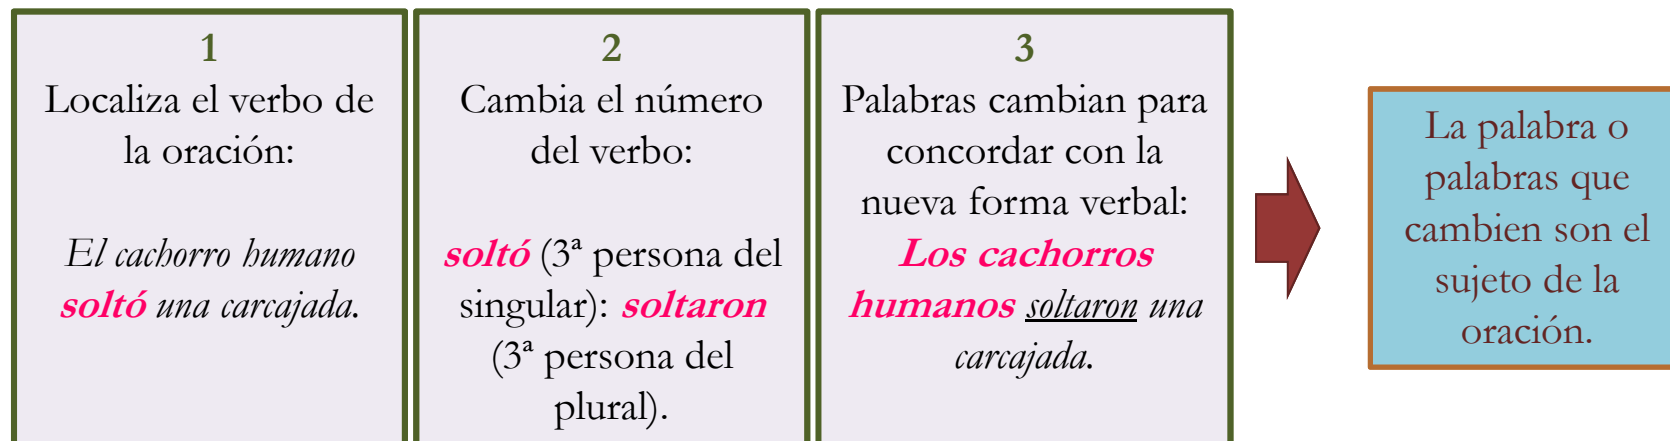 1
Localiza el verbo de
la oración:
El cachorro humano
soltó una carcajada.
2
Cambia el número
del verbo:
soltó (3ª persona del
singular): soltaron
(3ª persona del
plural).
3
Palabras cambian para
concordar con la
nueva forma verbal:
Los cachorros
humanos soltaron una
carcajada.
La palabra o
palabras que
cambien son el
sujeto de la
oración.